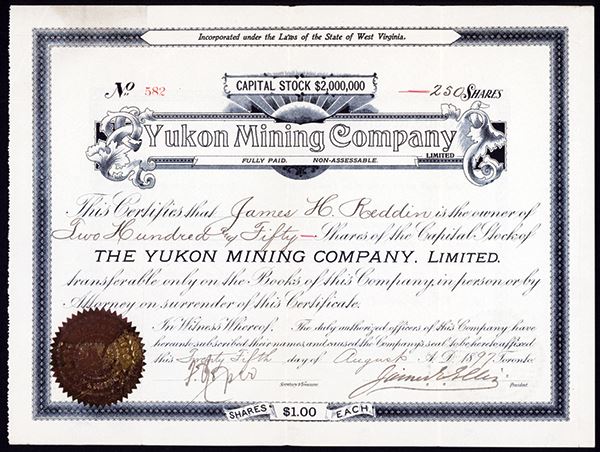 Incorporated under the Laws of the State of West Virginia.
CAPITAL STOCK $2,000,000
No 582
250 SHARES
Yukon Mining Company
LIMITED
FULLY PAID. NON-ASSESSABLE.
This Certifies that James H. Reddin is the owner of
Two Hundred & Fifty Shares of the Capital Stock of
THE YUKON MINING COMPANY, LIMITED.
transferable only on the Books of this Company, in person or by
Attorney on surrender of this Certificate.
In Witness Whereof, The duly authorized officers of this Company have
hereunto subscribed their names, and caused the Company's seal to be hereto affixed
this Twenty Fifth day of August A.D. 1897 Toronto
Secretary & Treasurer President
SHARES $1.00 EACH